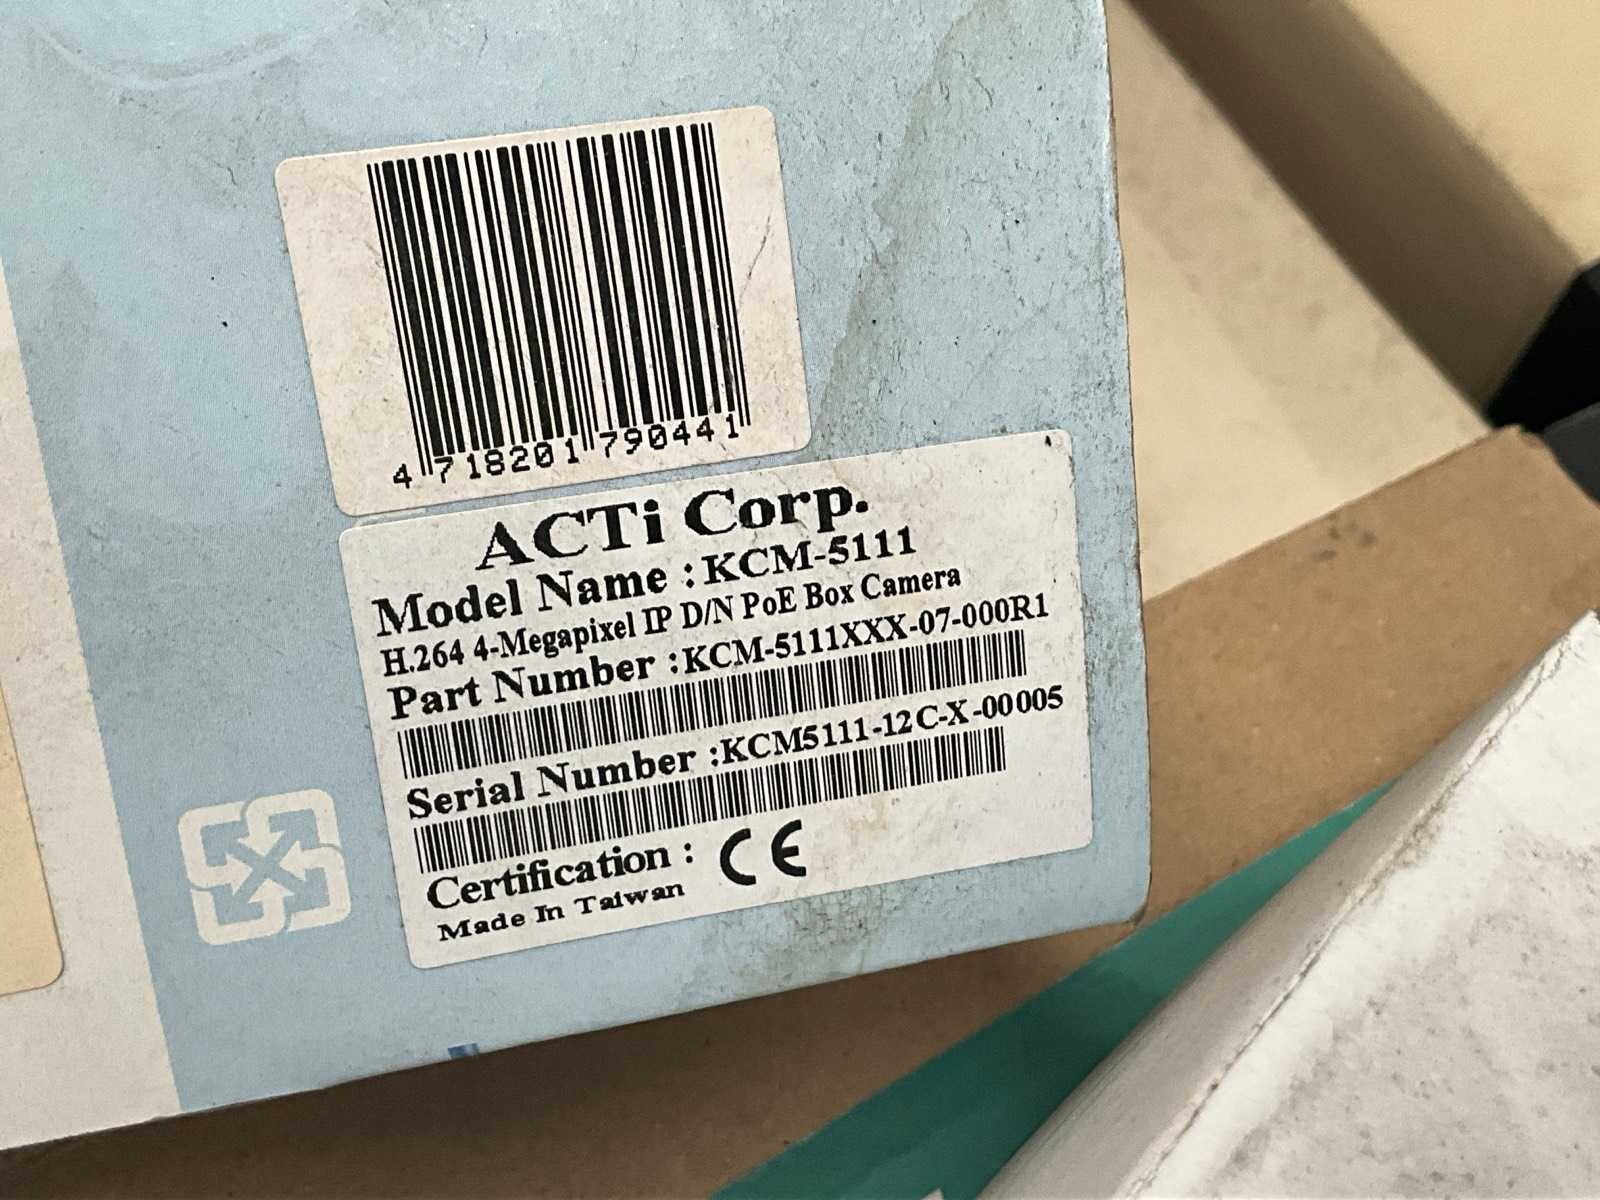 4 718201 790441
ACTi Corp.
Model Name :KCM-5111
H.264 4-Megapixel IP D/N PoE Box Camera
Part Number :KCM-5111XXX-07-000R1
Serial Number :KCM5111-12C-X-00005
Certification : CE
Made In Taiwan